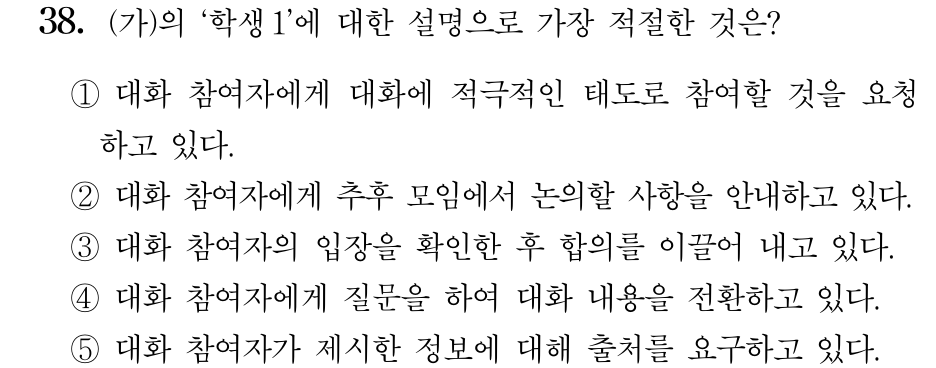 38. (가)의 ‘학생 1’에 대한 설명으로 가장 적절한 것은?
① 대화 참여자에게 대화에 적극적인 태도로 참여할 것을 요청
하고 있다.
② 대화 참여자에게 추후 모임에서 논의할 사항을 안내하고 있다.
③ 대화 참여자의 입장을 확인한 후 합의를 이끌어 내고 있다.
④ 대화 참여자에게 질문을 하여 대화 내용을 전환하고 있다.
⑤ 대화 참여자가 제시한 정보에 대해 출처를 요구하고 있다.